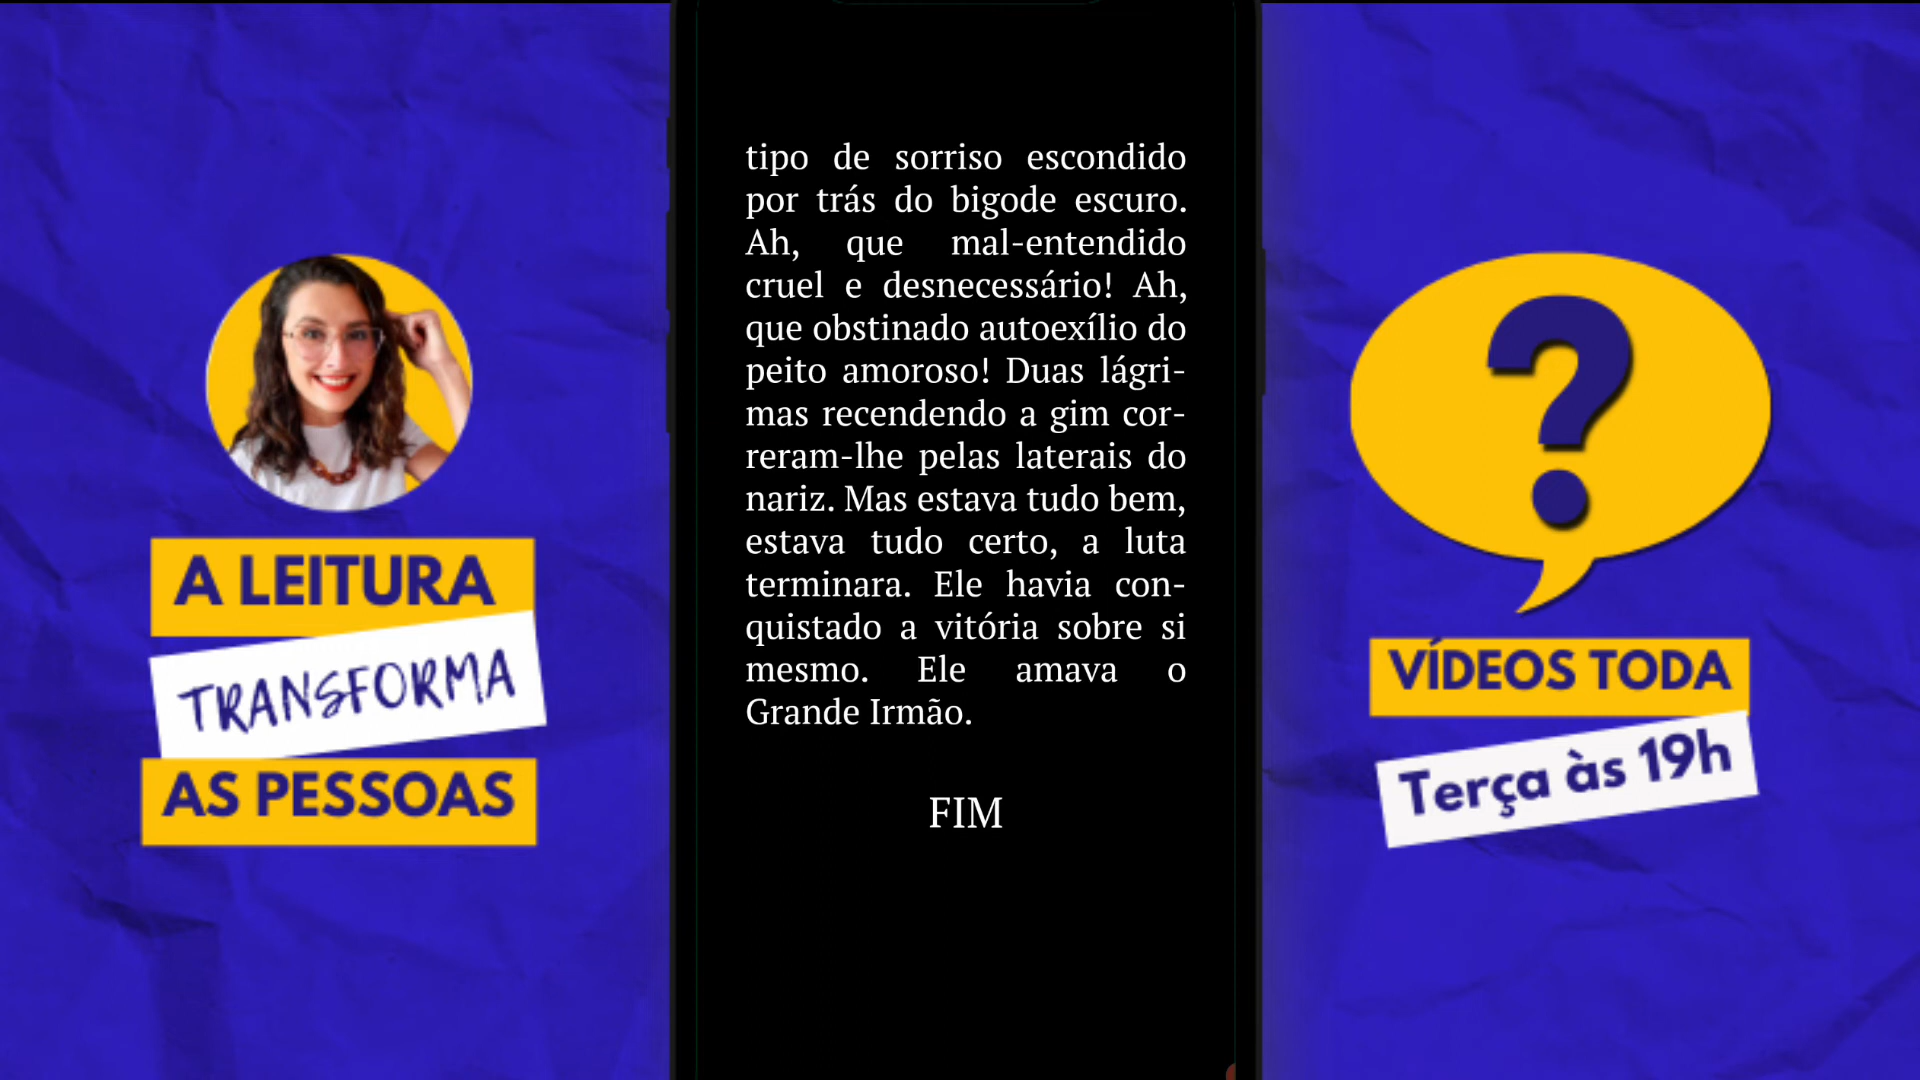 A LEITURA
TRANSFORMA
AS PESSOAS
tipo de sorriso escondido
por trás do bigode escuro.
Ah, que mal-entendido
cruel e desnecessário! Ah,
que obstinado autoexílio do
peito amoroso! Duas lágri-
mas recendendo a gim cor-
reram-lhe pelas laterais do
nariz. Mas estava tudo bem,
estava tudo certo, a luta
terminara. Ele havia con-
quistado a vitória sobre si
mesmo. Ele amava o
Grande Irmão.
FIM
?
VÍDEOS TODA
Terça às 19h